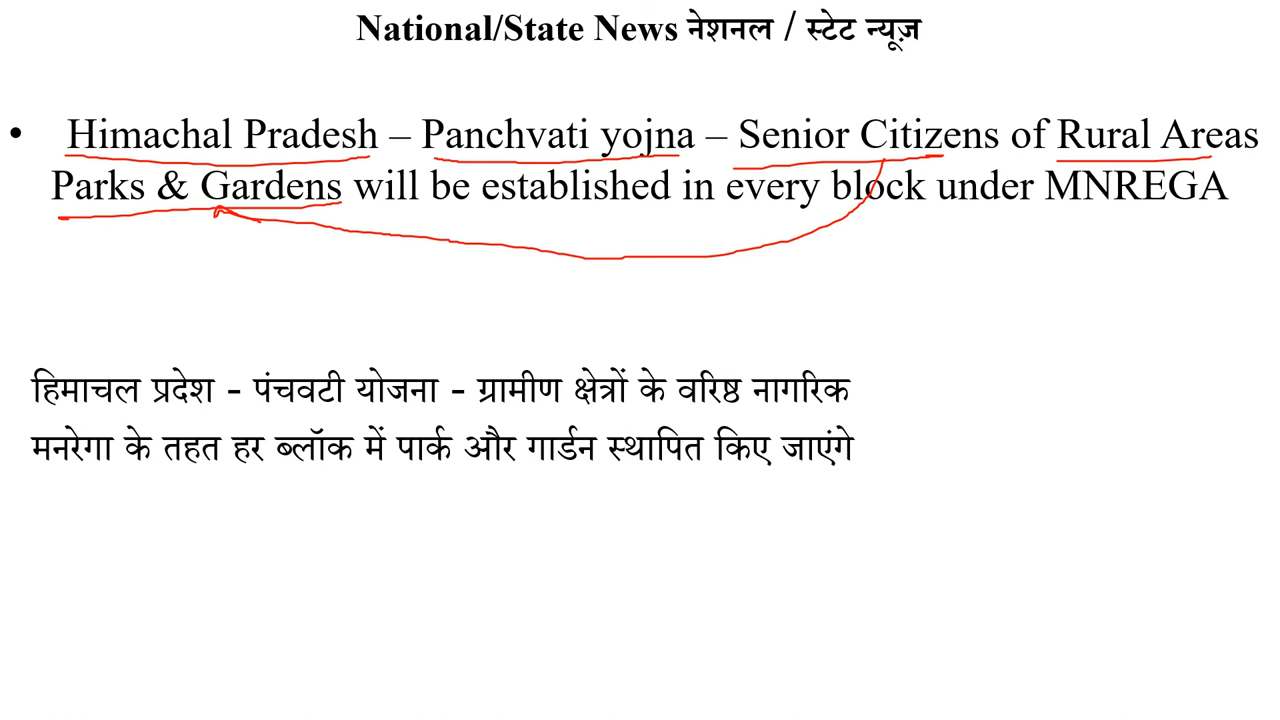 National/State News नेशनल / स्टेट न्यूज़
• Himachal Pradesh – Panchvati yojna – Senior Citizens of Rural Areas
Parks & Gardens will be established in every block under MNREGA
हिमाचल प्रदेश - पंचवटी योजना - ग्रामीण क्षेत्रों के वरिष्ठ नागरिक
मनरेगा के तहत हर ब्लॉक में पार्क और गार्डन स्थापित किए जाएंगे